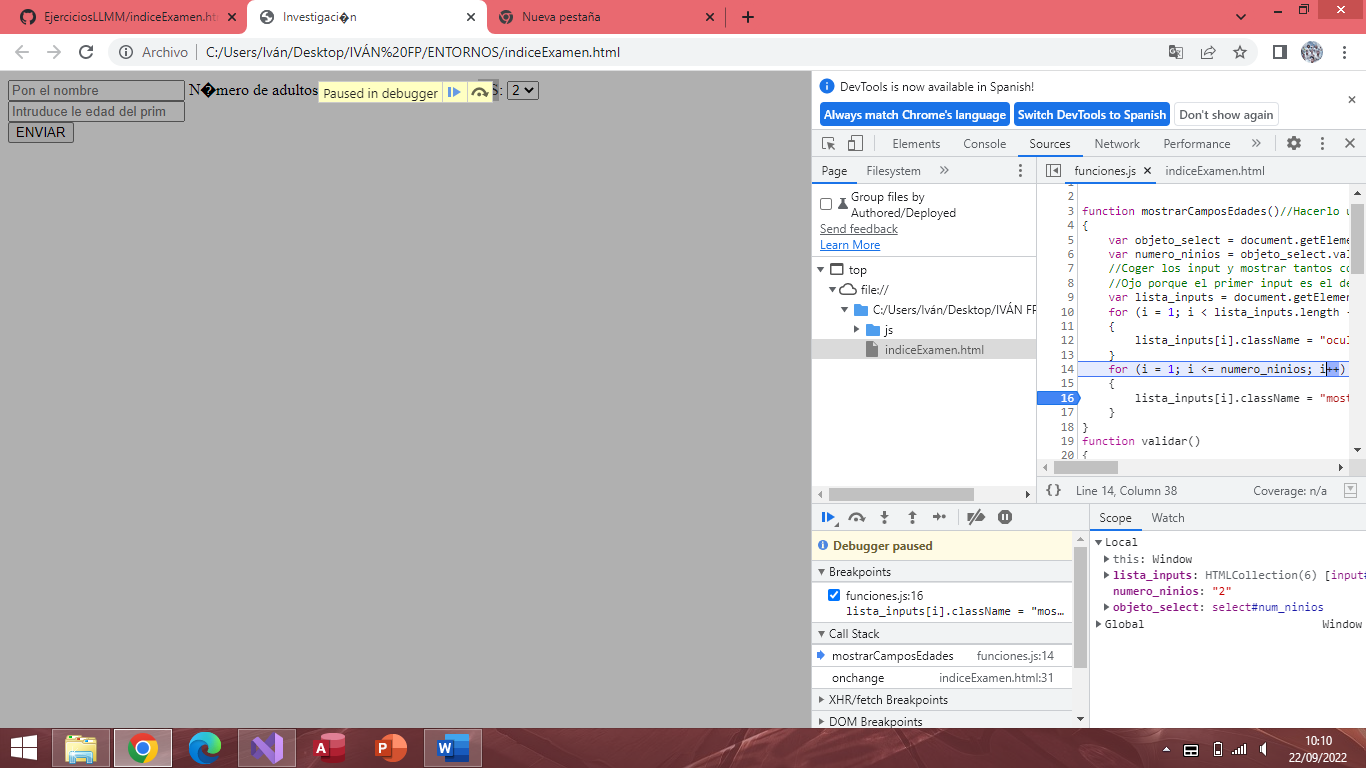 EjerciciosLLMM/indiceExamen.ht
Investigaci�n
Nueva pestaña
Archivo
C:/Users/Iván/Desktop/IVÁN%20FP/ENTORNOS/indiceExamen.html
Pon el nombre
N�mero de adultos
Paused in debugger
S:
2
Introduce le edad del prim
ENVIAR
DevTools is now available in Spanish!
Always match Chrome's language
Switch DevTools to Spanish
Don't show again
Elements
Console
Sources
Network
Performance
Page
Filesystem
funciones.js
indiceExamen.html
Group files by
Authored/Deployed
Send feedback
Learn More
top
file://
C:/Users/Iván/Desktop/IVÁN FP
js
indiceExamen.html
1
2
3 function mostrarCamposEdades()//Hacerlo u
4 {
5 var objeto_select = document.getElemen
6 var numero_ninios = objeto_select.val
7 //Coger los input y mostrar tantos co
8 //Ojo porque el primer input es el de
9 var lista_inputs = document.getElemen
10 for (i = 1; i < lista_inputs.length -
11 {
12 lista_inputs[i].className = "ocul
13 }
14 for (i = 1; i <= numero_ninios; i++)
15 {
16 lista_inputs[i].className = "most
17 }
18 }
19 function validar()
20 {
{}
Line 14, Column 38
Coverage: n/a
Debugger paused
Breakpoints
funciones.js:16
lista_inputs[i].className = "mos…
Call Stack
mostrarCamposEdades
funciones.js:14
onchange
indiceExamen.html:31
XHR/fetch Breakpoints
DOM Breakpoints
Scope
Watch
Local
this: Window
lista_inputs: HTMLCollection(6) [input#
numero_ninios: "2"
objeto_select: select#num_ninios
Global
Window
10:10
22/09/2022